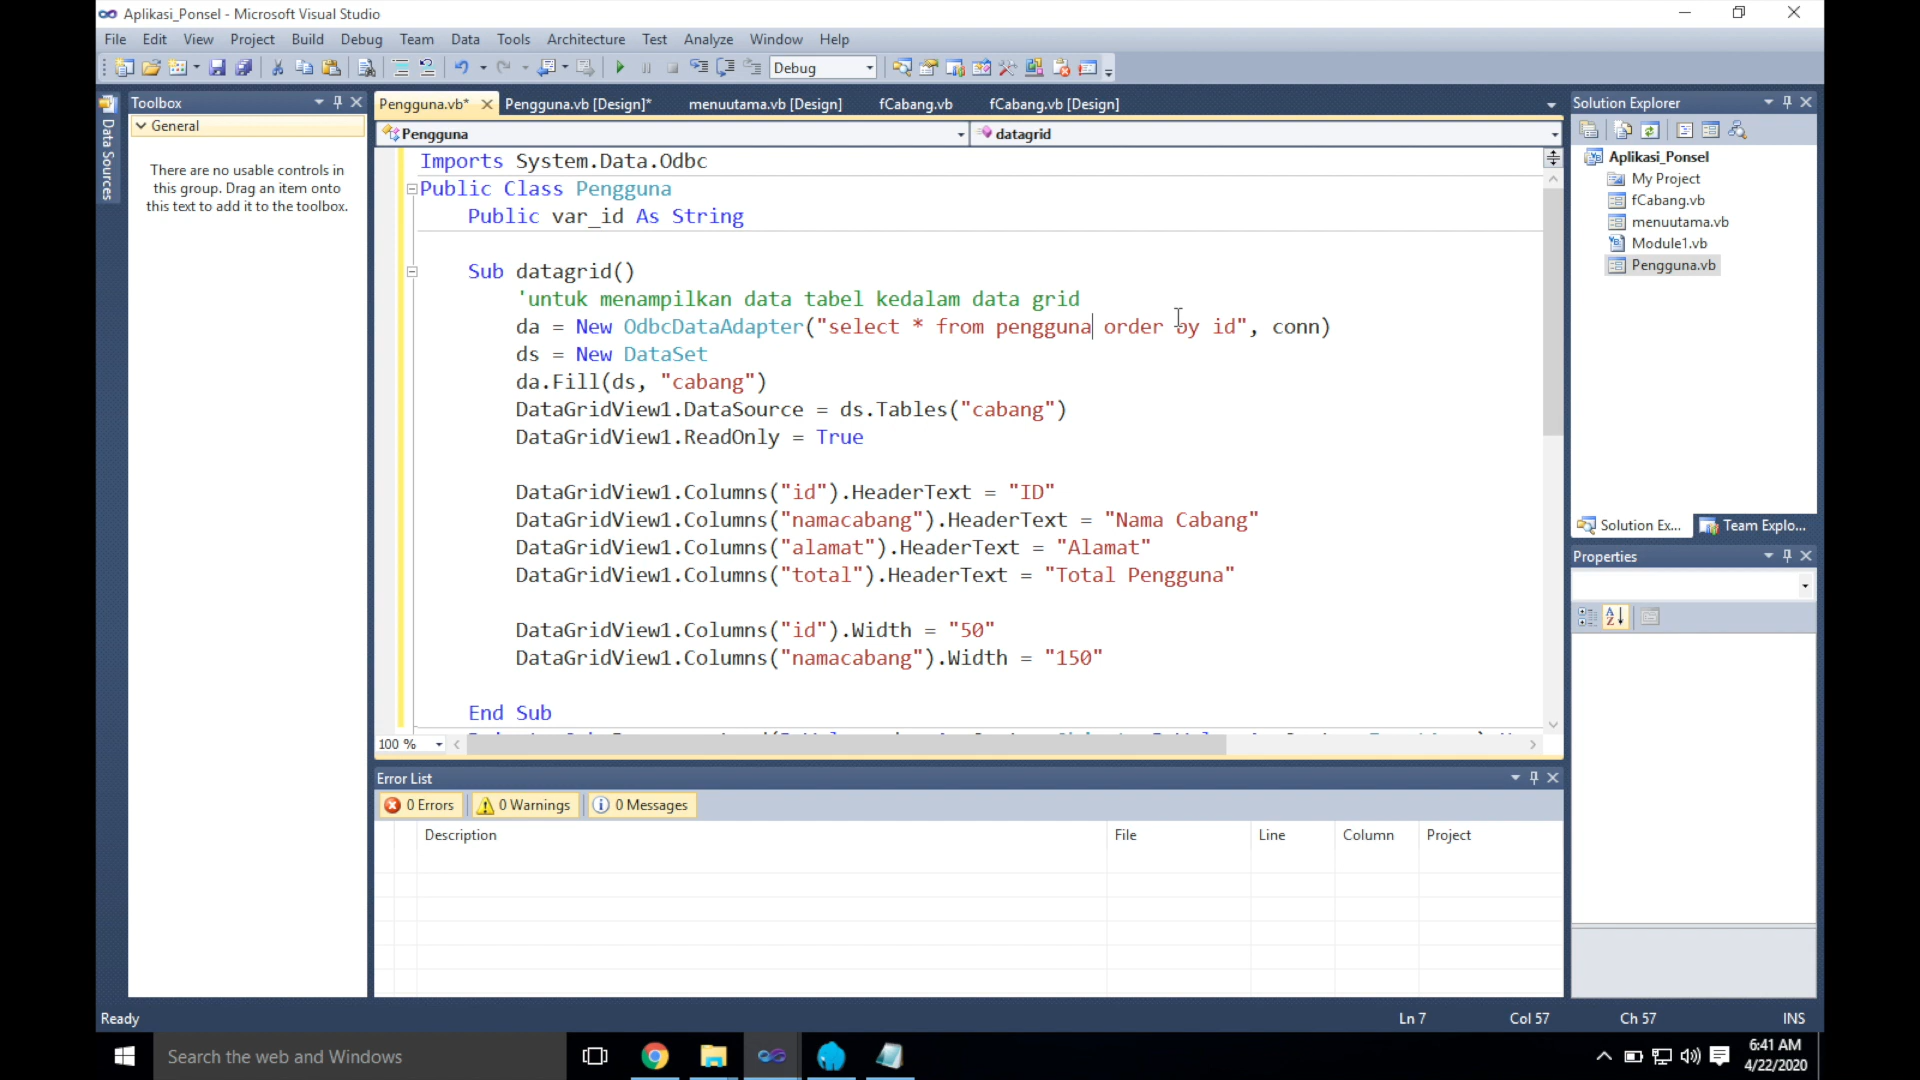 Aplikasi_Ponsel - Microsoft Visual Studio
File Edit View Project Build Debug Team Data Tools Architecture Test Analyze Window Help
Debug
Data Sources
Toolbox
General
There are no usable controls in
this group. Drag an item onto
this text to add it to the toolbox.
Pengguna.vb* Pengguna.vb [Design]* menuutama.vb [Design] fCabang.vb fCabang.vb [Design]
Pengguna datagrid
Imports System.Data.Odbc
Public Class Pengguna
Public var_id As String
Sub datagrid()
'untuk menampilkan data tabel kedalam data grid
da = New OdbcDataAdapter("select * from pengguna order by id", conn)
ds = New DataSet
da.Fill(ds, "cabang")
DataGridView1.DataSource = ds.Tables("cabang")
DataGridView1.ReadOnly = True
DataGridView1.Columns("id").HeaderText = "ID"
DataGridView1.Columns("namacabang").HeaderText = "Nama Cabang"
DataGridView1.Columns("alamat").HeaderText = "Alamat"
DataGridView1.Columns("total").HeaderText = "Total Pengguna"
DataGridView1.Columns("id").Width = "50"
DataGridView1.Columns("namacabang").Width = "150"
End Sub
100 %
Error List
0 Errors 0 Warnings 0 Messages
Description File Line Column Project
Solution Explorer
Aplikasi_Ponsel
My Project
fCabang.vb
menuutama.vb
Module1.vb
Pengguna.vb
Solution Ex... Team Explo...
Properties
Ready Ln 7 Col 57 Ch 57 INS
Search the web and Windows
6:41 AM
4/22/2020